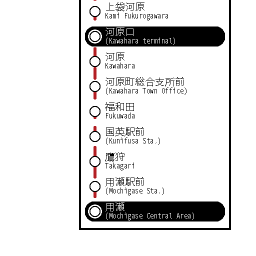 上袋河原
Kami Fukurogawara
河原口
(Kawahara terminal)
河原
Kawahara
河原町総合支所前
(Kawahara Town Office)
福和田
Fukuwada
国英駅前
(Kunifusa Sta.)
鷹狩
Takagari
用瀬駅前
(Mochigase Sta.)
用瀬
(Mochigase Central Area)